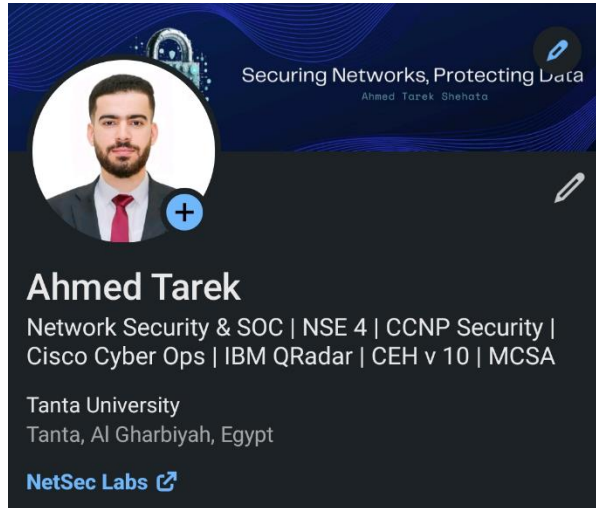 Securing Networks, Protecting Data
Ahmed Tarek Shehata
Ahmed Tarek
Network Security & SOC | NSE 4 | CCNP Security |
Cisco Cyber Ops | IBM QRadar | CEH v 10 | MCSA
Tanta University
Tanta, Al Gharbiyah, Egypt
NetSec Labs